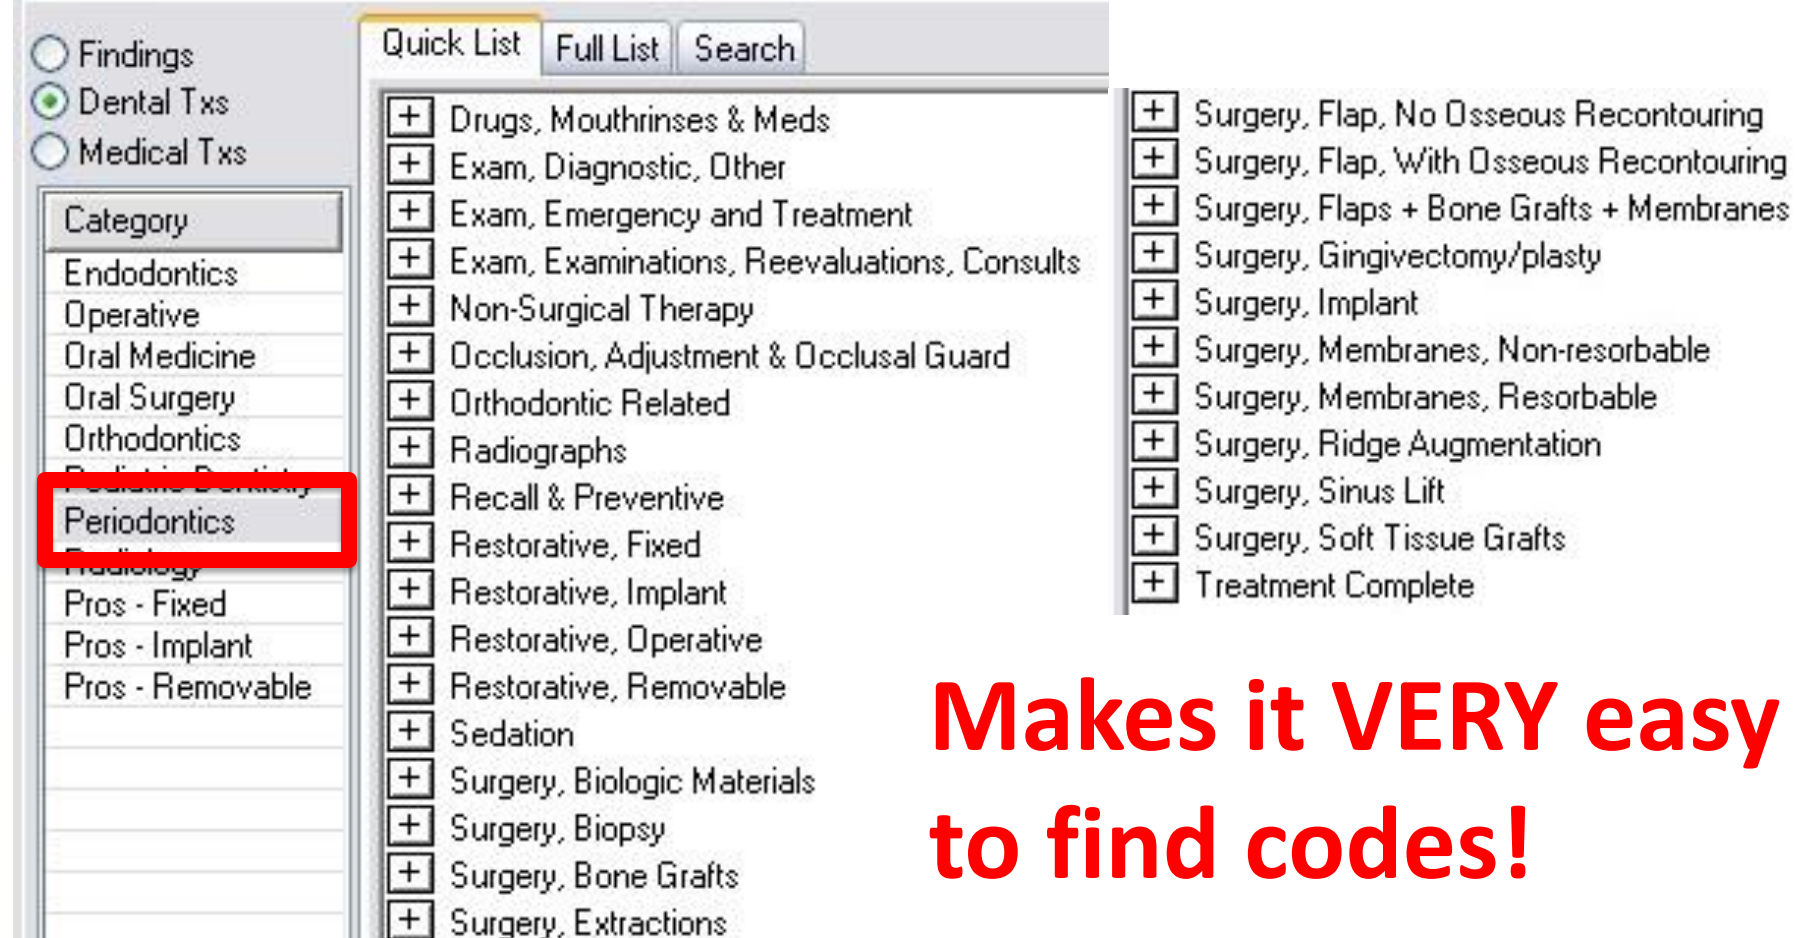 Findings
Dental Txs
Medical Txs
Category
Endodontics
Operative
Oral Medicine
Oral Surgery
Orthodontics
Pediatric Dentistry
Periodontics
Radiology
Pros - Fixed
Pros - Implant
Pros - Removable
Quick List
Full List
Search
Drugs, Mouthrinses & Meds
Exam, Diagnostic, Other
Exam, Emergency and Treatment
Exam, Examinations, Reevaluations, Consults
Non-Surgical Therapy
Occlusion, Adjustment & Occlusal Guard
Orthodontic Related
Radiographs
Recall & Preventive
Restorative, Fixed
Restorative, Implant
Restorative, Operative
Restorative, Removable
Sedation
Surgery, Biologic Materials
Surgery, Biopsy
Surgery, Bone Grafts
Surgery, Extractions
Surgery, Flap, No Osseous Recontouring
Surgery, Flap, With Osseous Recontouring
Surgery, Flaps + Bone Grafts + Membranes
Surgery, Gingivectomy/plasty
Surgery, Implant
Surgery, Membranes, Non-resorbable
Surgery, Membranes, Resorbable
Surgery, Ridge Augmentation
Surgery, Sinus Lift
Surgery, Soft Tissue Grafts
Treatment Complete
Makes it VERY easy
to find codes!